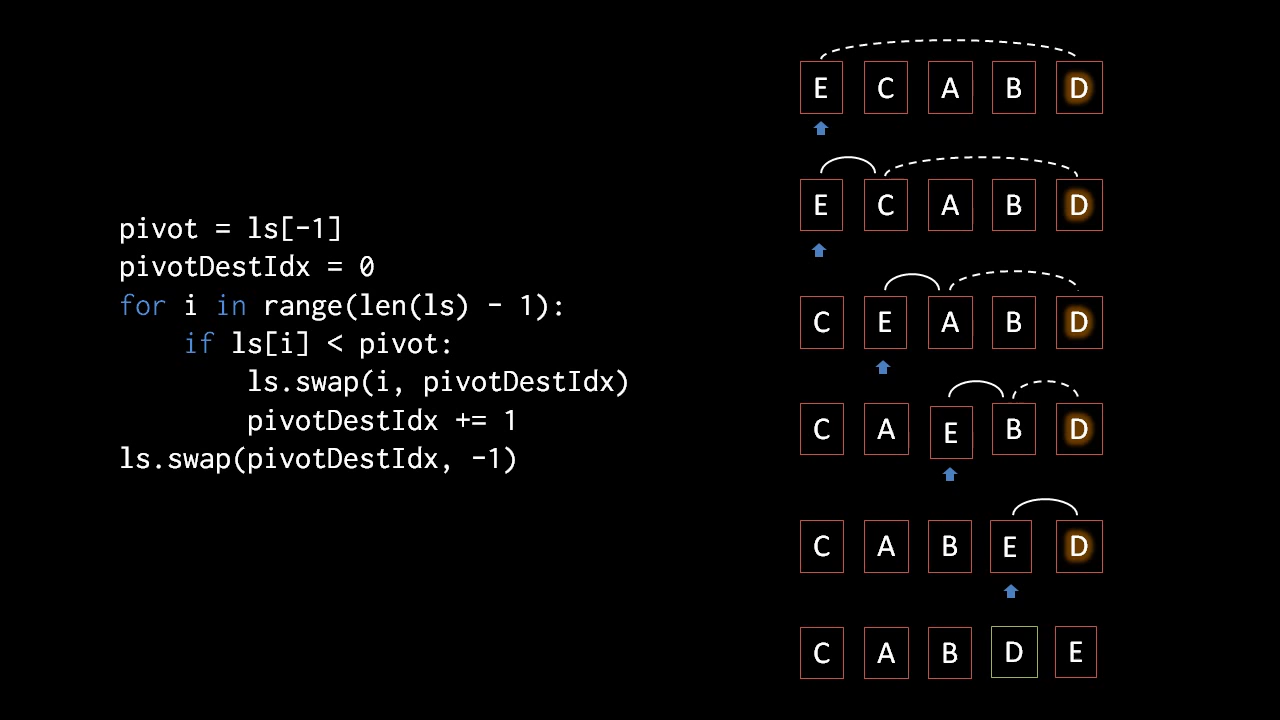 pivot = ls[-1]
pivotDestIdx = 0
for i in range(len(ls) - 1):
    if ls[i] < pivot:
        ls.swap(i, pivotDestIdx)
        pivotDestIdx += 1
ls.swap(pivotDestIdx, -1)
E C A B D
E C A B D
C E A B D
C A E B D
C A B E D
C A B D E